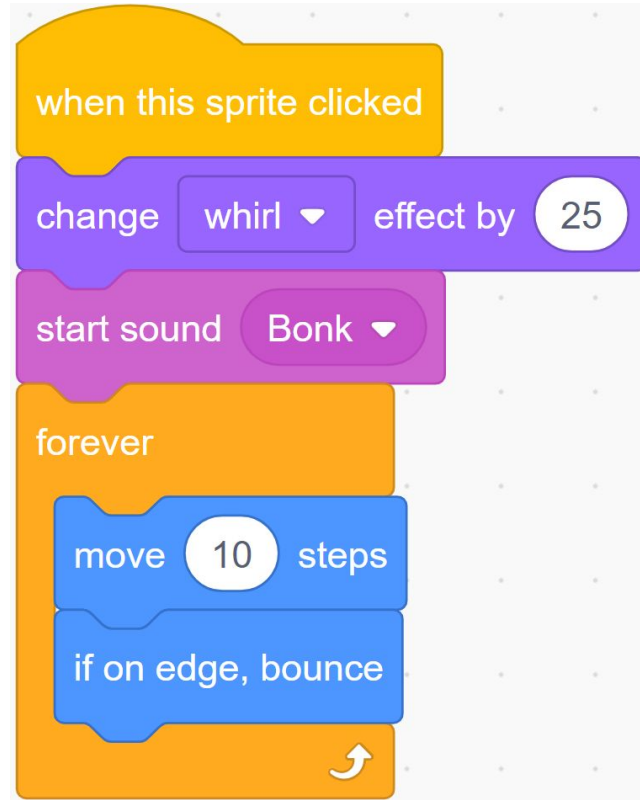 when this sprite clicked
change whirl effect by 25
start sound Bonk
forever
move 10 steps
if on edge, bounce